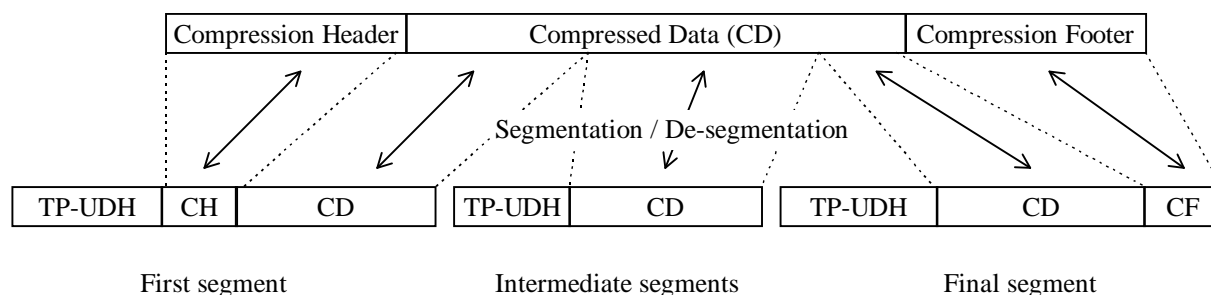 Compression Header Compressed Data (CD) Compression Footer
Segmentation / De-segmentation
TP-UDH CH CD TP-UDH CD TP-UDH CD CF
First segment Intermediate segments Final segment